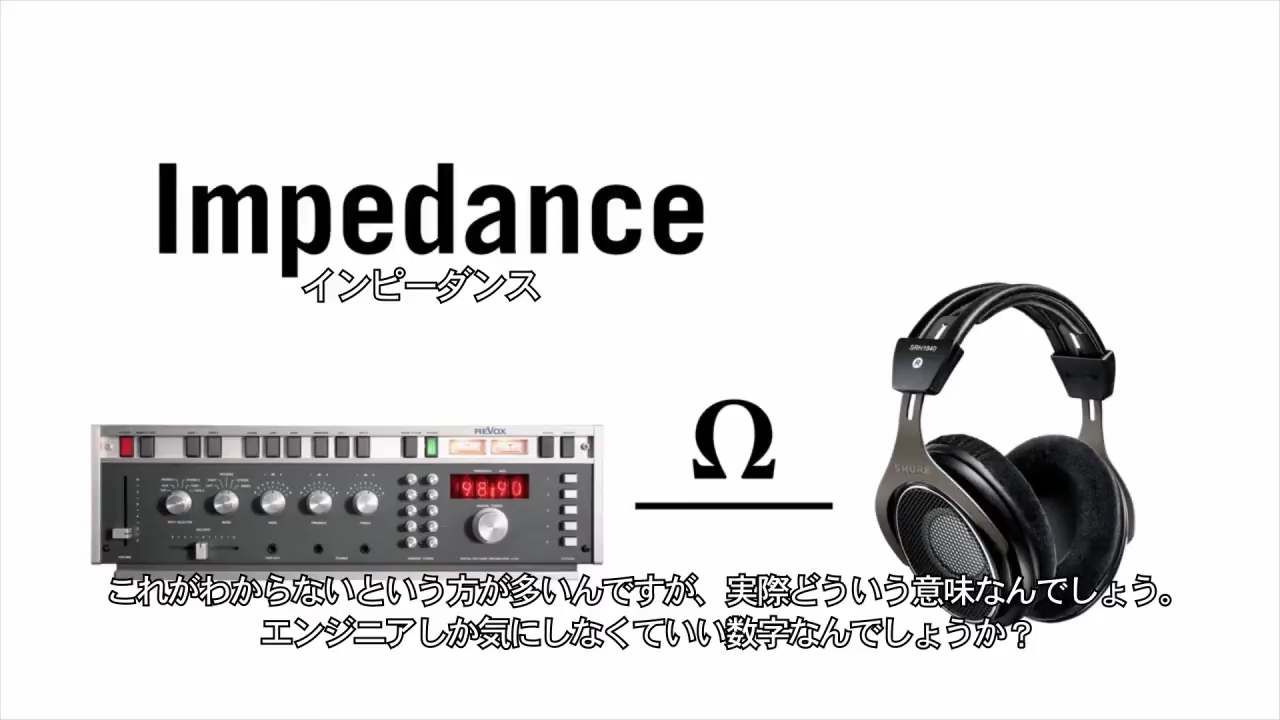 Impedance
インピーダンス
SRH1840
R
REVOX
Ω
98.90
SHURE
これがわからないという方が多いんですが、実際どういう意味なんでしょう。
エンジニアしか気にしなくていい数字なんでしょうか？